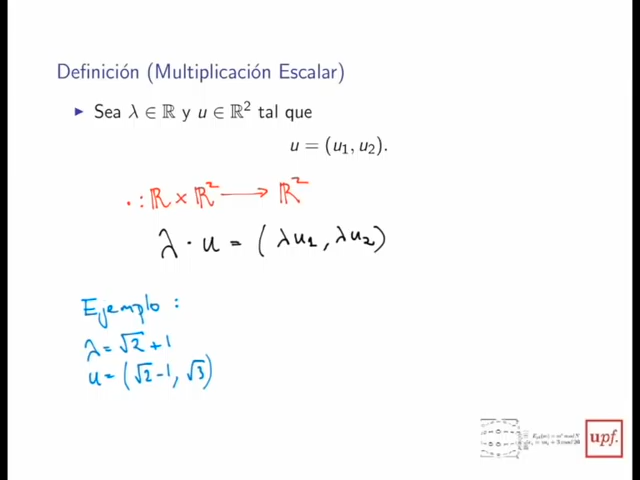 Definición (Multiplicación Escalar)
▶ Sea λ ∈ ℝ y u ∈ ℝ² tal que
u = (u₁, u₂).
· : ℝ × ℝ² ⟶ ℝ²
λ · u = (λu₁, λu₂)
Ejemplo :
λ = √2 + 1
u = (√2 - 1, √3)
upf.